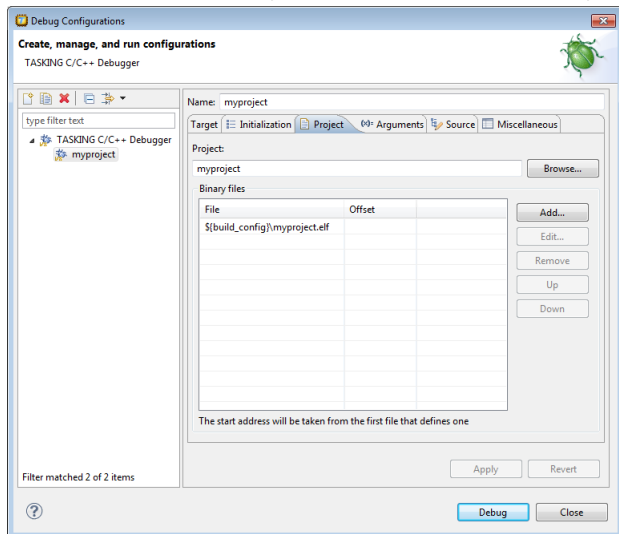 Debug Configurations
Create, manage, and run configurations
TASKING C/C++ Debugger
type filter text
TASKING C/C++ Debugger
myproject
Filter matched 2 of 2 items
Name: myproject
Target Initialization Project (x)= Arguments Source Miscellaneous
Project:
myproject Browse...
Binary files
File Offset
${build_config}\myproject.elf
Add...
Edit...
Remove
Up
Down
The start address will be taken from the first file that defines one
Apply Revert
? Debug Close